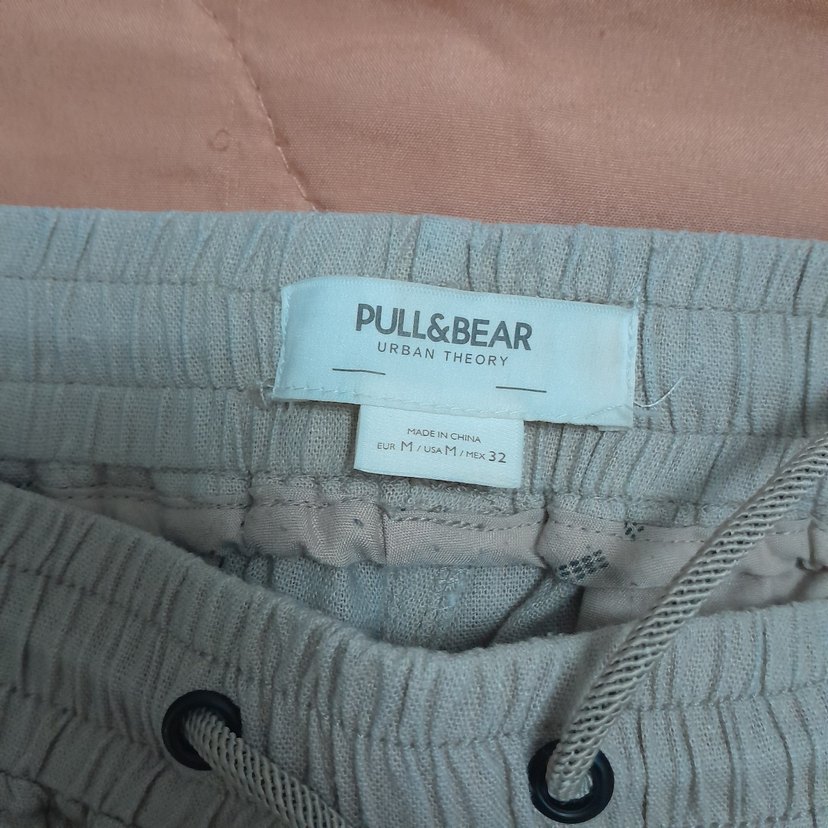 PULL&BEAR
URBAN THEORY
MADE IN CHINA
EUR M / USA M / MEX 32